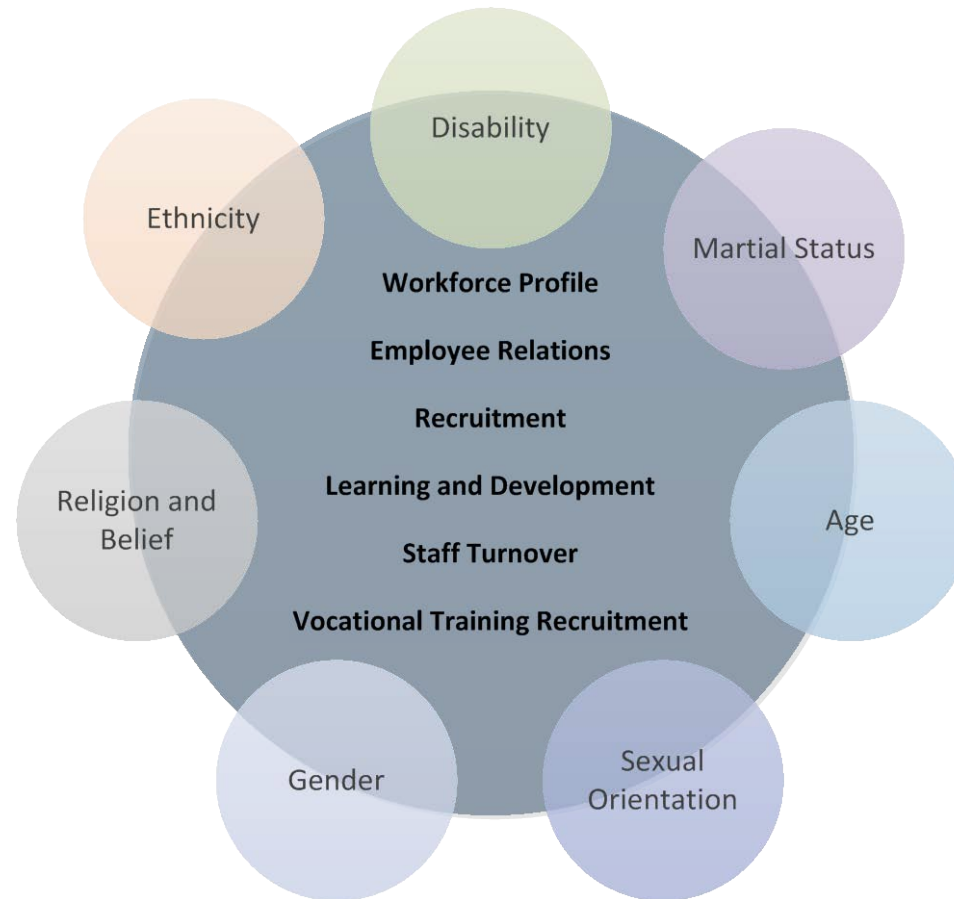 Disability
Ethnicity
Martial Status
Workforce Profile
Employee Relations
Recruitment
Learning and Development
Staff Turnover
Vocational Training Recruitment
Religion and
Belief
Age
Gender
Sexual
Orientation